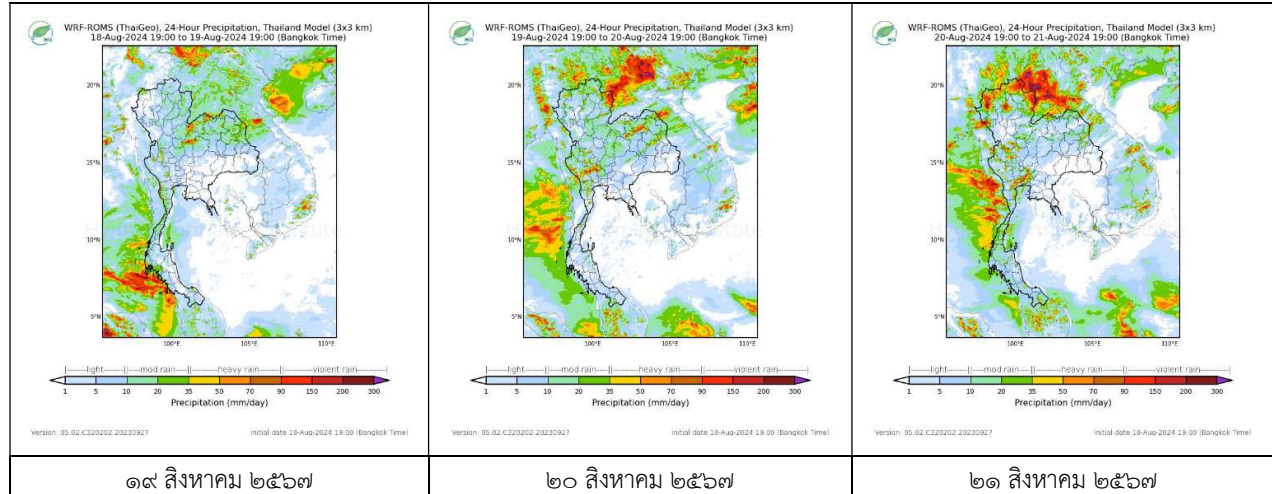 WRF-ROMS (ThaiGeo), 24-Hour Precipitation, Thailand Model (3x3 km)
18-Aug-2024 19:00 to 19-Aug-2024 19:00 (Bangkok Time)
20°N
15°N
10°N
5°N
100°E
105°E
110°E
light
mod rain
heavy rain
violent rain
1 5 10 20 35 50 70 90 150 200 300
Precipitation (mm/day)
Version: 05.02.C320202.20230927
initial date 18-Aug-2024 19:00 (Bangkok Time)
๑๙ สิงหาคม ๒๕๖๗
WRF-ROMS (ThaiGeo), 24-Hour Precipitation, Thailand Model (3x3 km)
19-Aug-2024 19:00 to 20-Aug-2024 19:00 (Bangkok Time)
20°N
15°N
10°N
5°N
100°E
105°E
110°E
light
mod rain
heavy rain
violent rain
1 5 10 20 35 50 70 90 150 200 300
Precipitation (mm/day)
Version: 05.02.C320202.20230927
initial date 18-Aug-2024 19:00 (Bangkok Time)
๒๐ สิงหาคม ๒๕๖๗
WRF-ROMS (ThaiGeo), 24-Hour Precipitation, Thailand Model (3x3 km)
20-Aug-2024 19:00 to 21-Aug-2024 19:00 (Bangkok Time)
20°N
15°N
10°N
5°N
100°E
105°E
110°E
light
mod rain
heavy rain
violent rain
1 5 10 20 35 50 70 90 150 200 300
Precipitation (mm/day)
Version: 05.02.C320202.20230927
initial date 18-Aug-2024 19:00 (Bangkok Time)
๒๑ สิงหาคม ๒๕๖๗